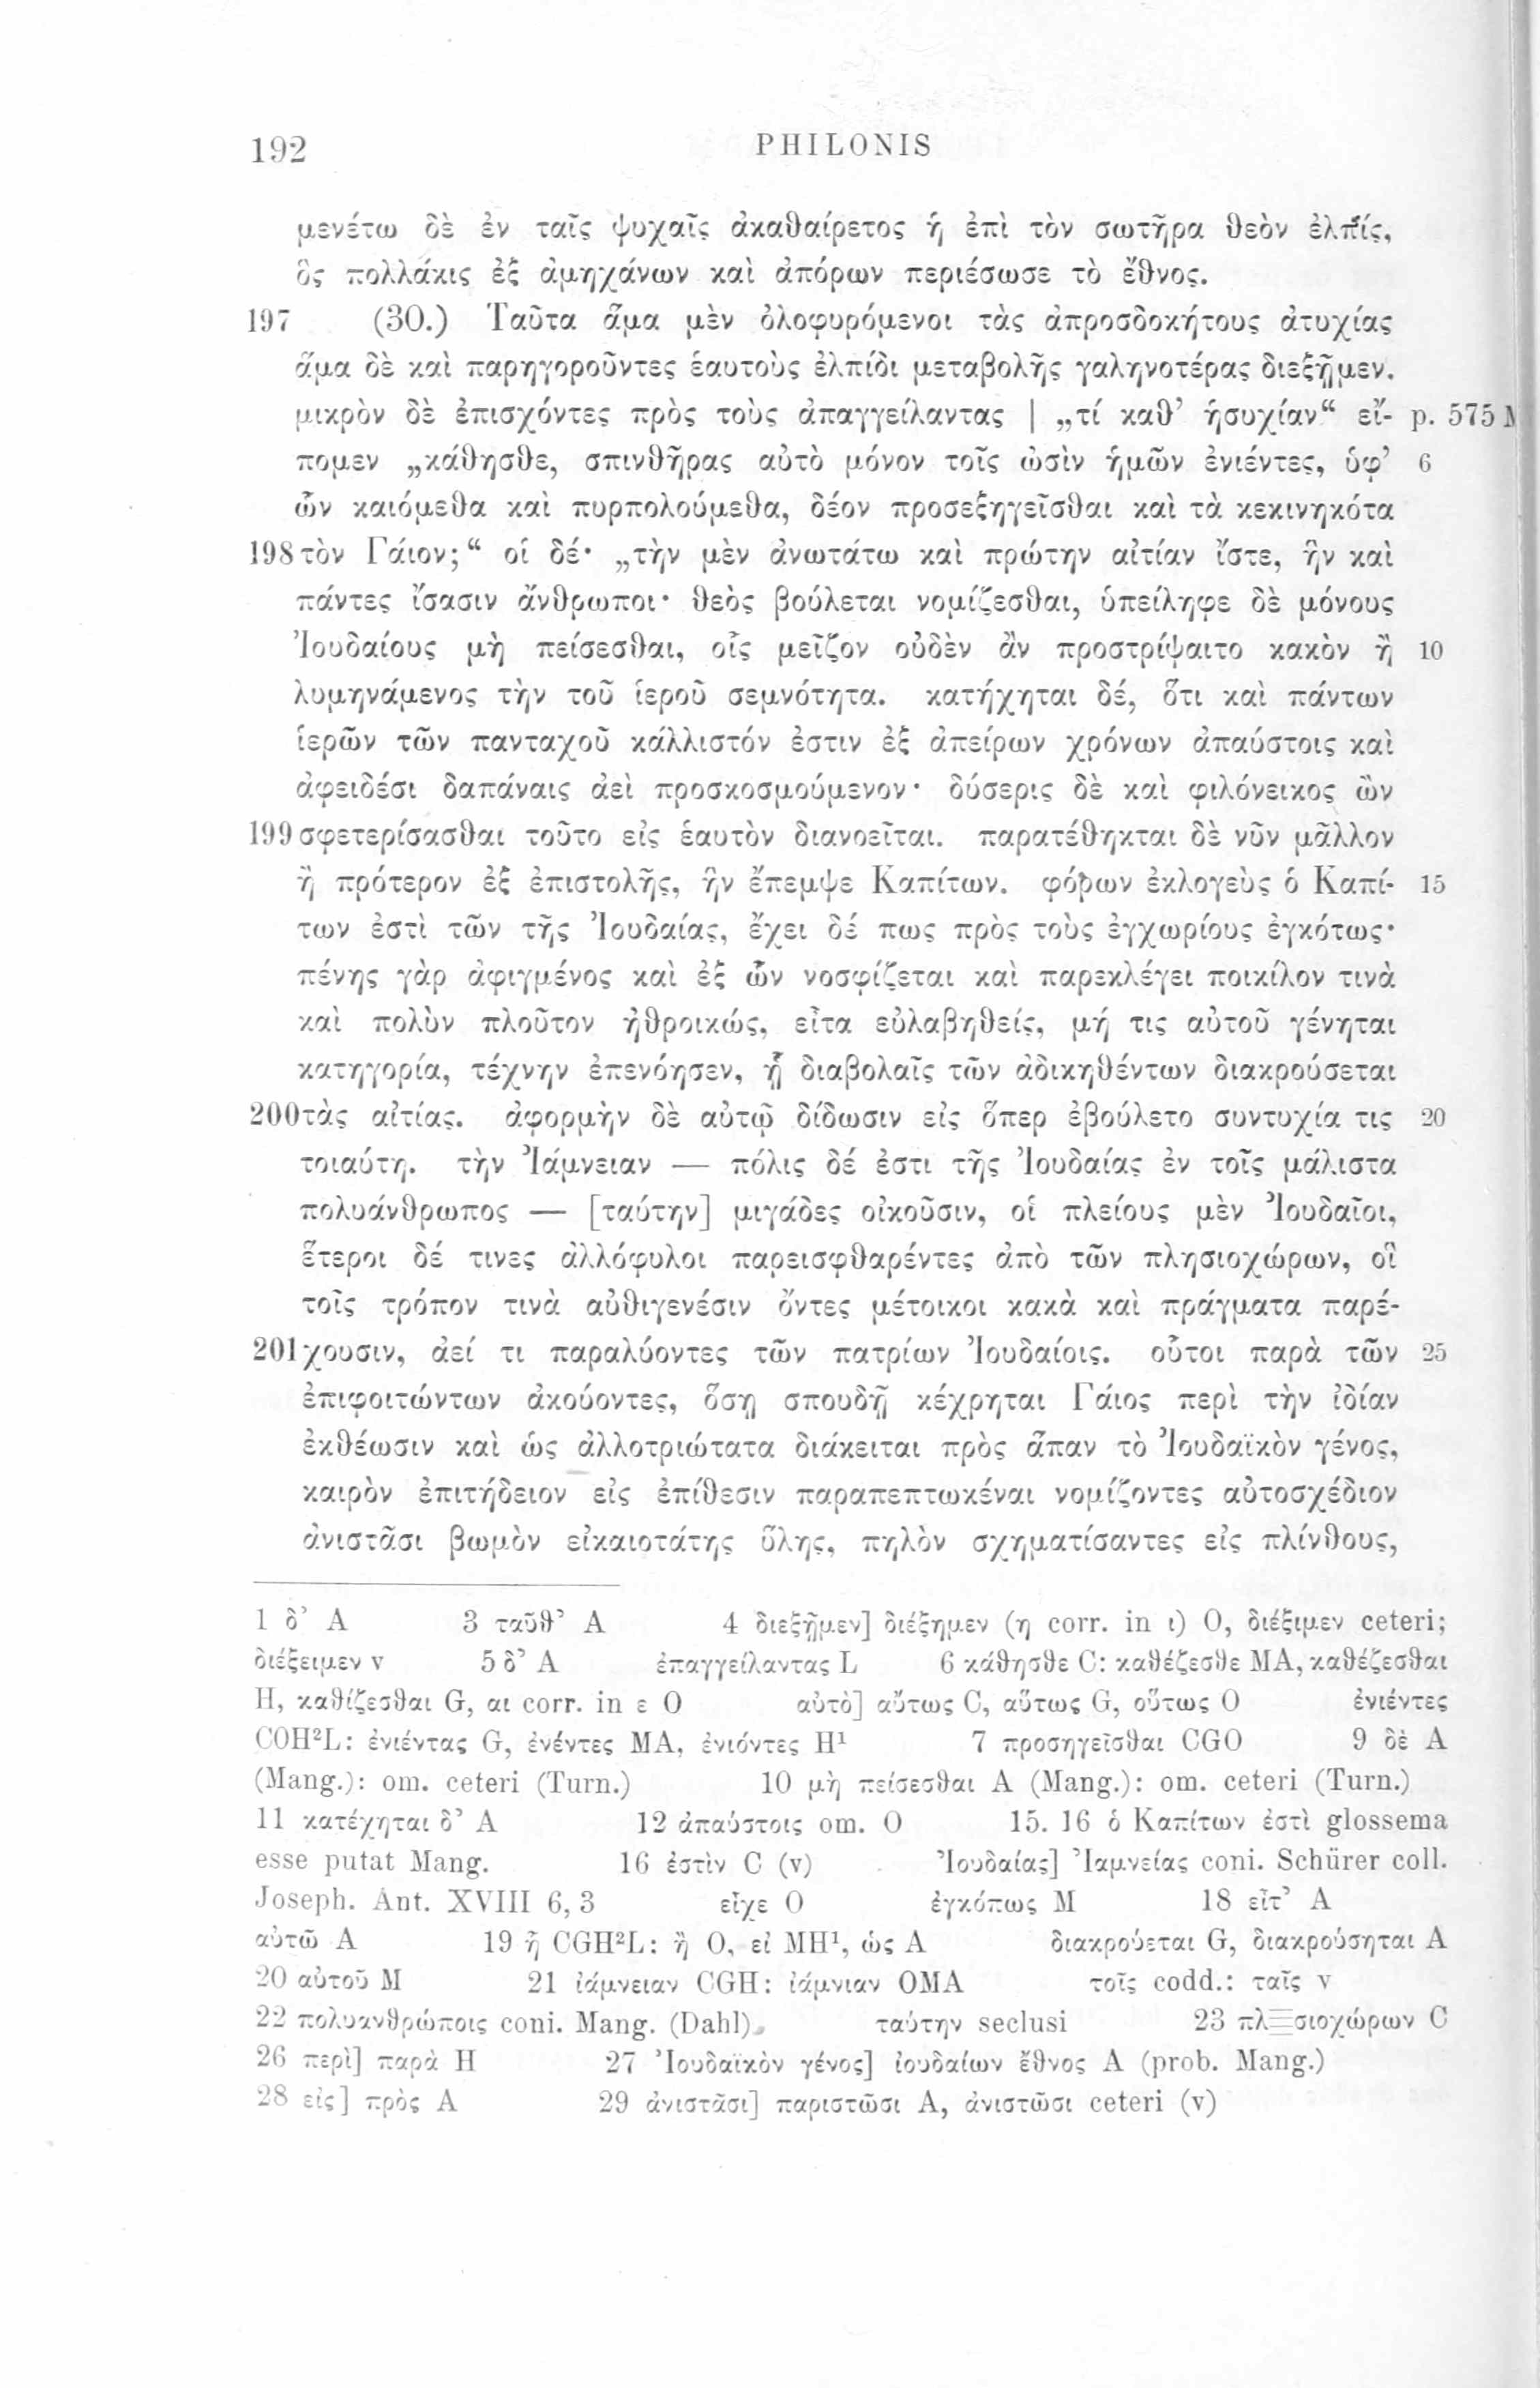 192 PHILONIS
μενέτω δὲ ἐν ταῖς ψυχαῖς ἀκαθαίρετος ἡ ἐπὶ τὸν σωτῆρα θεὸν ἐλπίς,
ὃς πολλάκις ἐξ ἀμηχάνων καὶ ἀπόρων περιέσωσε τὸ ἔθνος.
197 (30.) Ταῦτα ἅμα μὲν ὀλοφυρόμενοι τὰς ἀπροσδοκήτους ἀτυχίας
ἅμα δὲ καὶ παρηγοροῦντες ἑαυτοὺς ἐλπίδι μεταβολῆς γαληνοτέρας διεξῇμεν.
μικρὸν δὲ ἐπισχόντες πρὸς τοὺς ἀπαγγείλαντας | „τί καθ’ ἡσυχίαν“ εἴ- p. 575 M
πομεν „κάθησθε, σπινθῆρας αὐτὸ μόνον τοῖς ὠσὶν ἡμῶν ἐνιέντες, ὑφ’ 6
ὧν καιόμεθα καὶ πυρπολούμεθα, δέον προσεξηγεῖσθαι καὶ τὰ κεκινηκότα
198 τὸν Γάιον;“ οἱ δέ· „τὴν μὲν ἀνωτάτω καὶ πρώτην αἰτίαν ἴστε, ἣν καὶ
πάντες ἴσασιν ἄνθρωποι· θεὸς βούλεται νομίζεσθαι, ὑπείληφε δὲ μόνους
Ἰουδαίους μὴ πείσεσθαι, οἷς μεῖζον οὐδὲν ἂν προστρίψαιτο κακὸν ἢ 10
λυμηνάμενος τὴν τοῦ ἱεροῦ σεμνότητα. κατήχηται δέ, ὅτι καὶ πάντων
ἱερῶν τῶν πανταχοῦ κάλλιστόν ἐστιν ἐξ ἀπείρων χρόνων ἀπαύστοις καὶ
ἀφειδέσι δαπάναις ἀεὶ προσκοσμούμενον· δύσερις δὲ καὶ φιλόνεικος ὢν
199 σφετερίσασθαι τοῦτο εἰς ἑαυτὸν διανοεῖται. παρατέθηκται δὲ νῦν μᾶλλον
ἢ πρότερον ἐξ ἐπιστολῆς, ἣν ἔπεμψε Καπίτων. φόρων ἐκλογεὺς ὁ Καπί- 15
των ἐστὶ τῶν τῆς Ἰουδαίας, ἔχει δέ πως πρὸς τοὺς ἐγχωρίους ἐγκότως·
πένης γὰρ ἀφιγμένος καὶ ἐξ ὧν νοσφίζεται καὶ παρεκλέγει ποικίλον τινὰ
καὶ πολὺν πλοῦτον ἠθροικώς, εἶτα εὐλαβηθείς, μή τις αὐτοῦ γένηται
κατηγορία, τέχνην ἐπενόησεν, ᾗ διαβολαῖς τῶν ἀδικηθέντων διακρούσεται
200 τὰς αἰτίας. ἀφορμὴν δὲ αὐτῷ δίδωσιν εἰς ὅπερ ἐβούλετο συντυχία τις 20
τοιαύτη. τὴν Ἰάμνειαν — πόλις δέ ἐστι τῆς Ἰουδαίας ἐν τοῖς μάλιστα
πολυάνθρωπος — [ταύτην] μιγάδες οἰκοῦσιν, οἱ πλείους μὲν Ἰουδαῖοι,
ἕτεροι δέ τινες ἀλλόφυλοι παρεισφθαρέντες ἀπὸ τῶν πλησιοχώρων, οἳ
τοῖς τρόπον τινὰ αὐθιγενέσιν ὄντες μέτοικοι κακὰ καὶ πράγματα παρέ-
201 χουσιν, ἀεί τι παραλύοντες τῶν πατρίων Ἰουδαίοις. οὗτοι παρὰ τῶν 25
ἐπιφοιτώντων ἀκούοντες, ὅσῃ σπουδῇ κέχρηται Γάιος περὶ τὴν ἰδίαν
ἐκθέωσιν καὶ ὡς ἀλλοτριώτατα διάκειται πρὸς ἅπαν τὸ Ἰουδαϊκὸν γένος,
καιρὸν ἐπιτήδειον εἰς ἐπίθεσιν παραπεπτωκέναι νομίζοντες αὐτοσχέδιον
ἀνιστᾶσι βωμὸν εἰκαιοτάτης ὕλης, πηλὸν σχηματίσαντες εἰς πλίνθους,
1 δ’ A 3 ταῦθ’ A 4 διεξῇμεν] διέξημεν (η corr. in ι) O, διέξιμεν ceteri;
διέξειμεν v 5 δ’ A ἐπαγγείλαντας L 6 κάθησθε C: καθέζεσθε MA, καθέζεσθαι
H, καθίζεσθαι G, αι corr. in ε O αὐτὸ] αὔτως C, αὕτως G, οὕτως O ἐνιέντες
COH²L: ἐνιέντας G, ἐνέντες MA, ἐνιόντες H¹ 7 προσηγεῖσθαι CGO 9 δὲ A
(Mang.): om. ceteri (Turn.) 10 μὴ πείσεσθαι A (Mang.): om. ceteri (Turn.)
11 κατέχηται δ’ A 12 ἀπαύστοις om. O 15. 16 ὁ Καπίτων ἐστὶ glossema
esse putat Mang. 16 ἐστὶν C (v) Ἰουδαίας] Ἰαμνείας coni. Schürer coll.
Joseph. Ant. XVIII 6, 3 εἶχε O ἐγκόπως M 18 εἶτ’ A
αὐτῶ A 19 ᾗ CGH²L: ἢ O, εἰ MH¹, ὡς A διακρούεται G, διακρούσηται A
20 αὐτοῦ M 21 ἰάμνειαν CGH: ἰάμνιαν OMA τοῖς codd.: ταῖς v
22 πολυανθρώποις coni. Mang. (Dahl) ταύτην seclusi 23 πλ☰σιοχώρων C
26 περὶ] παρὰ H 27 Ἰουδαϊκὸν γένος] ἰουδαίων ἔθνος A (prob. Mang.)
28 εἰς] πρὸς A 29 ἀνιστᾶσι] παριστῶσι A, ἀνιστῶσι ceteri (v)